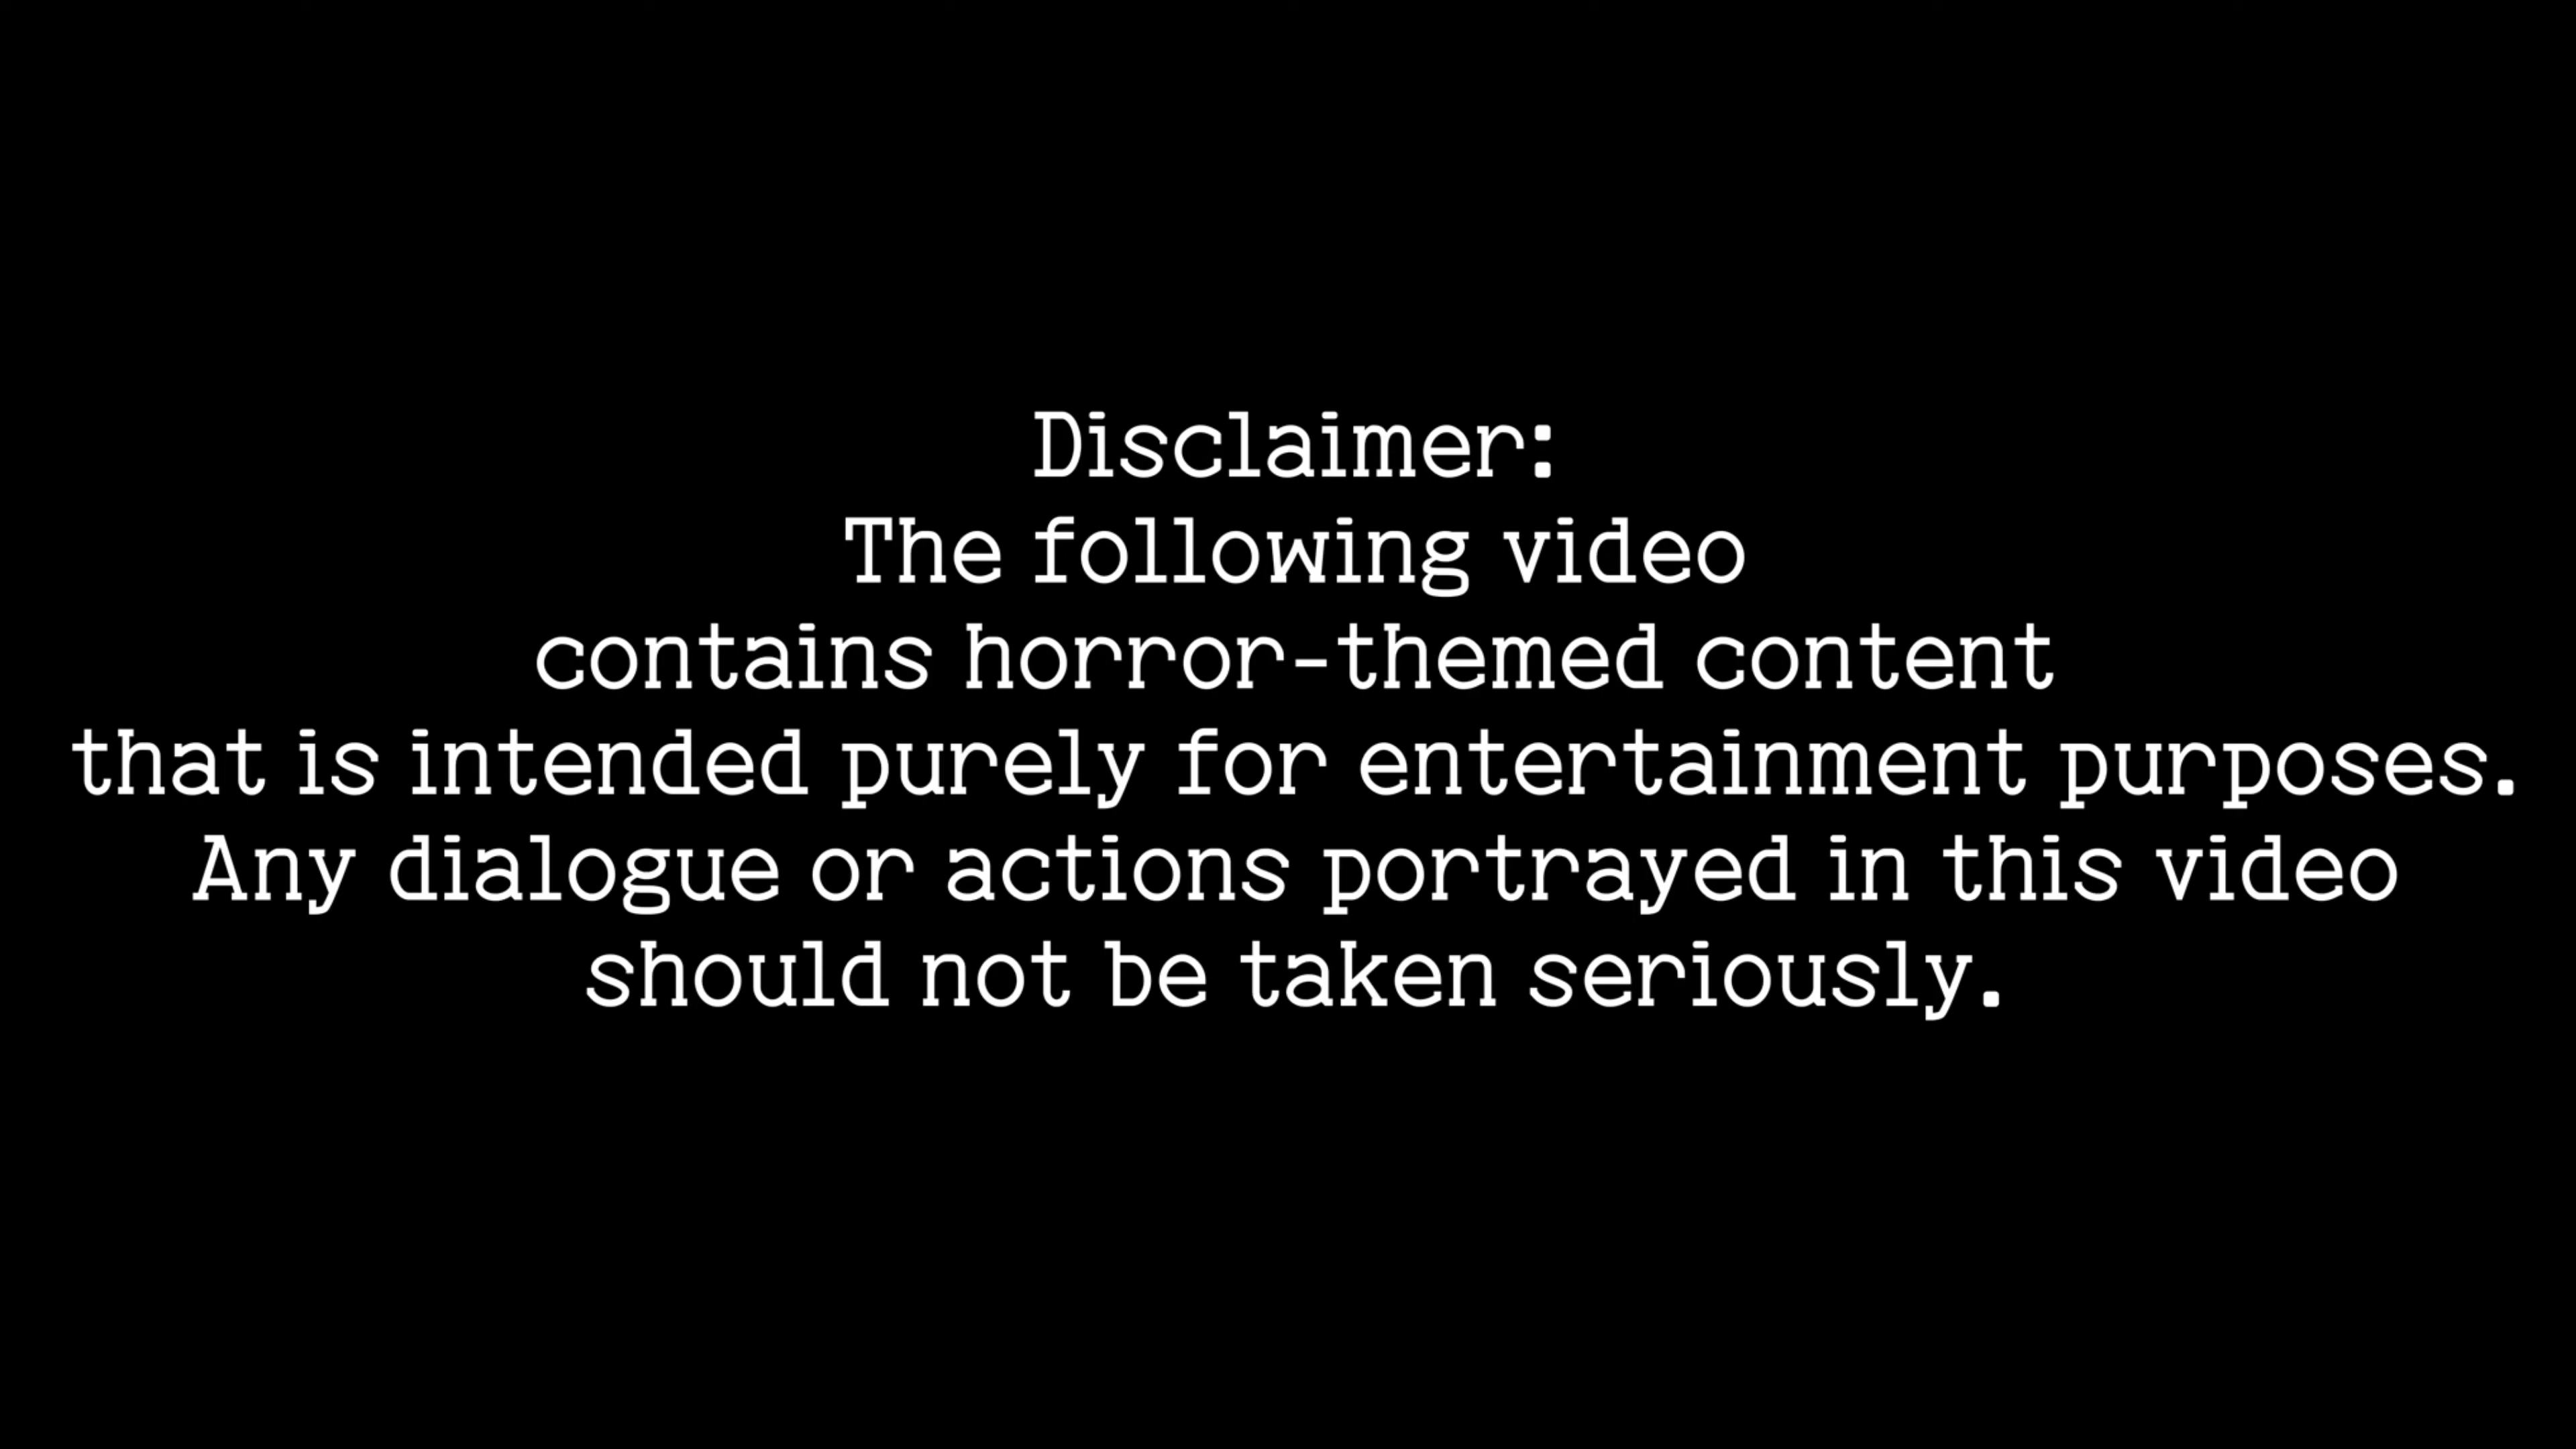 Disclaimer:
The following video
contains horror-themed content
that is intended purely for entertainment purposes.
Any dialogue or actions portrayed in this video
should not be taken seriously.